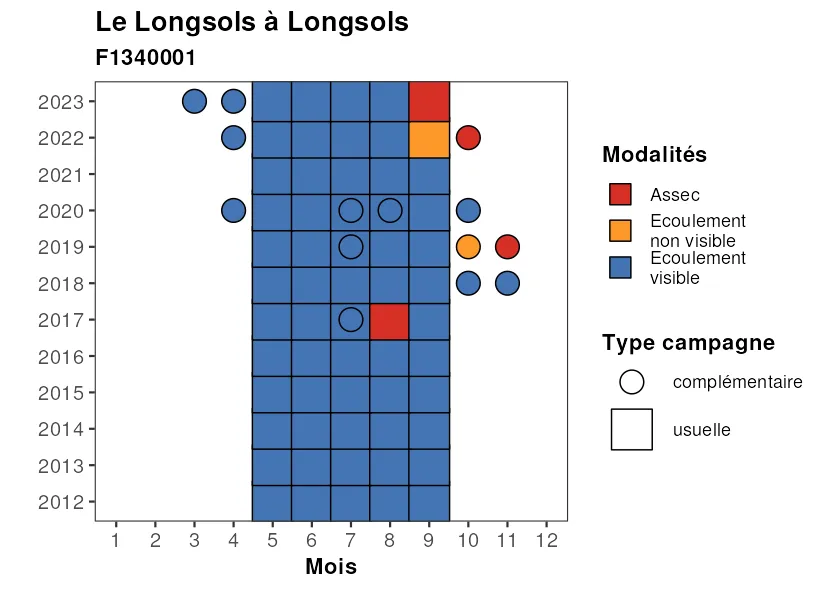 Le Longsols à Longsols
F1340001
2023
2022
2021
2020
2019
2018
2017
2016
2015
2014
2013
2012
1 2 3 4 5 6 7 8 9 10 11 12
Mois
Modalités
Assec
Ecoulement
non visible
Ecoulement
visible
Type campagne
complémentaire
usuelle